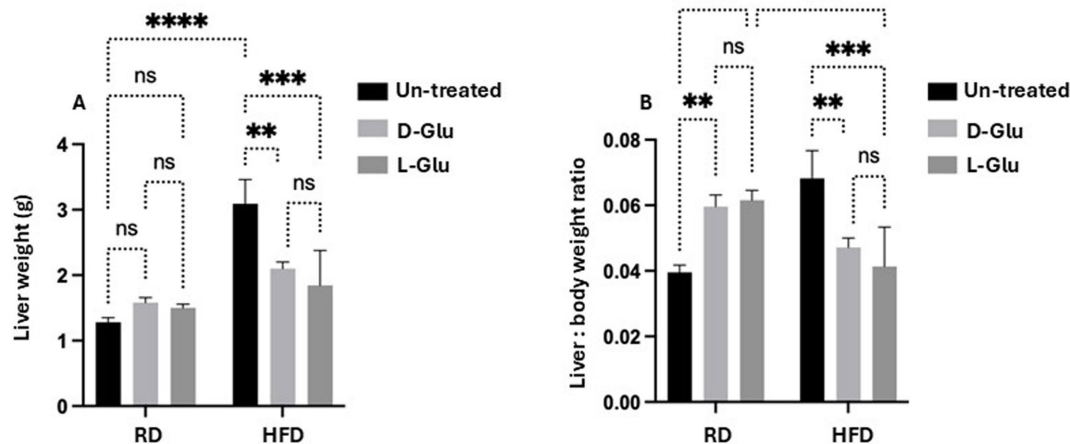 ****
ns
***
A
**
ns
ns
ns
Un-treated
D-Glu
L-Glu
Liver weight (g)
4
3
2
1
0
RD
HFD
ns
***
B
**
**
ns
Un-treated
D-Glu
L-Glu
Liver : body weight ratio
0.08
0.06
0.04
0.02
0.00
RD
HFD